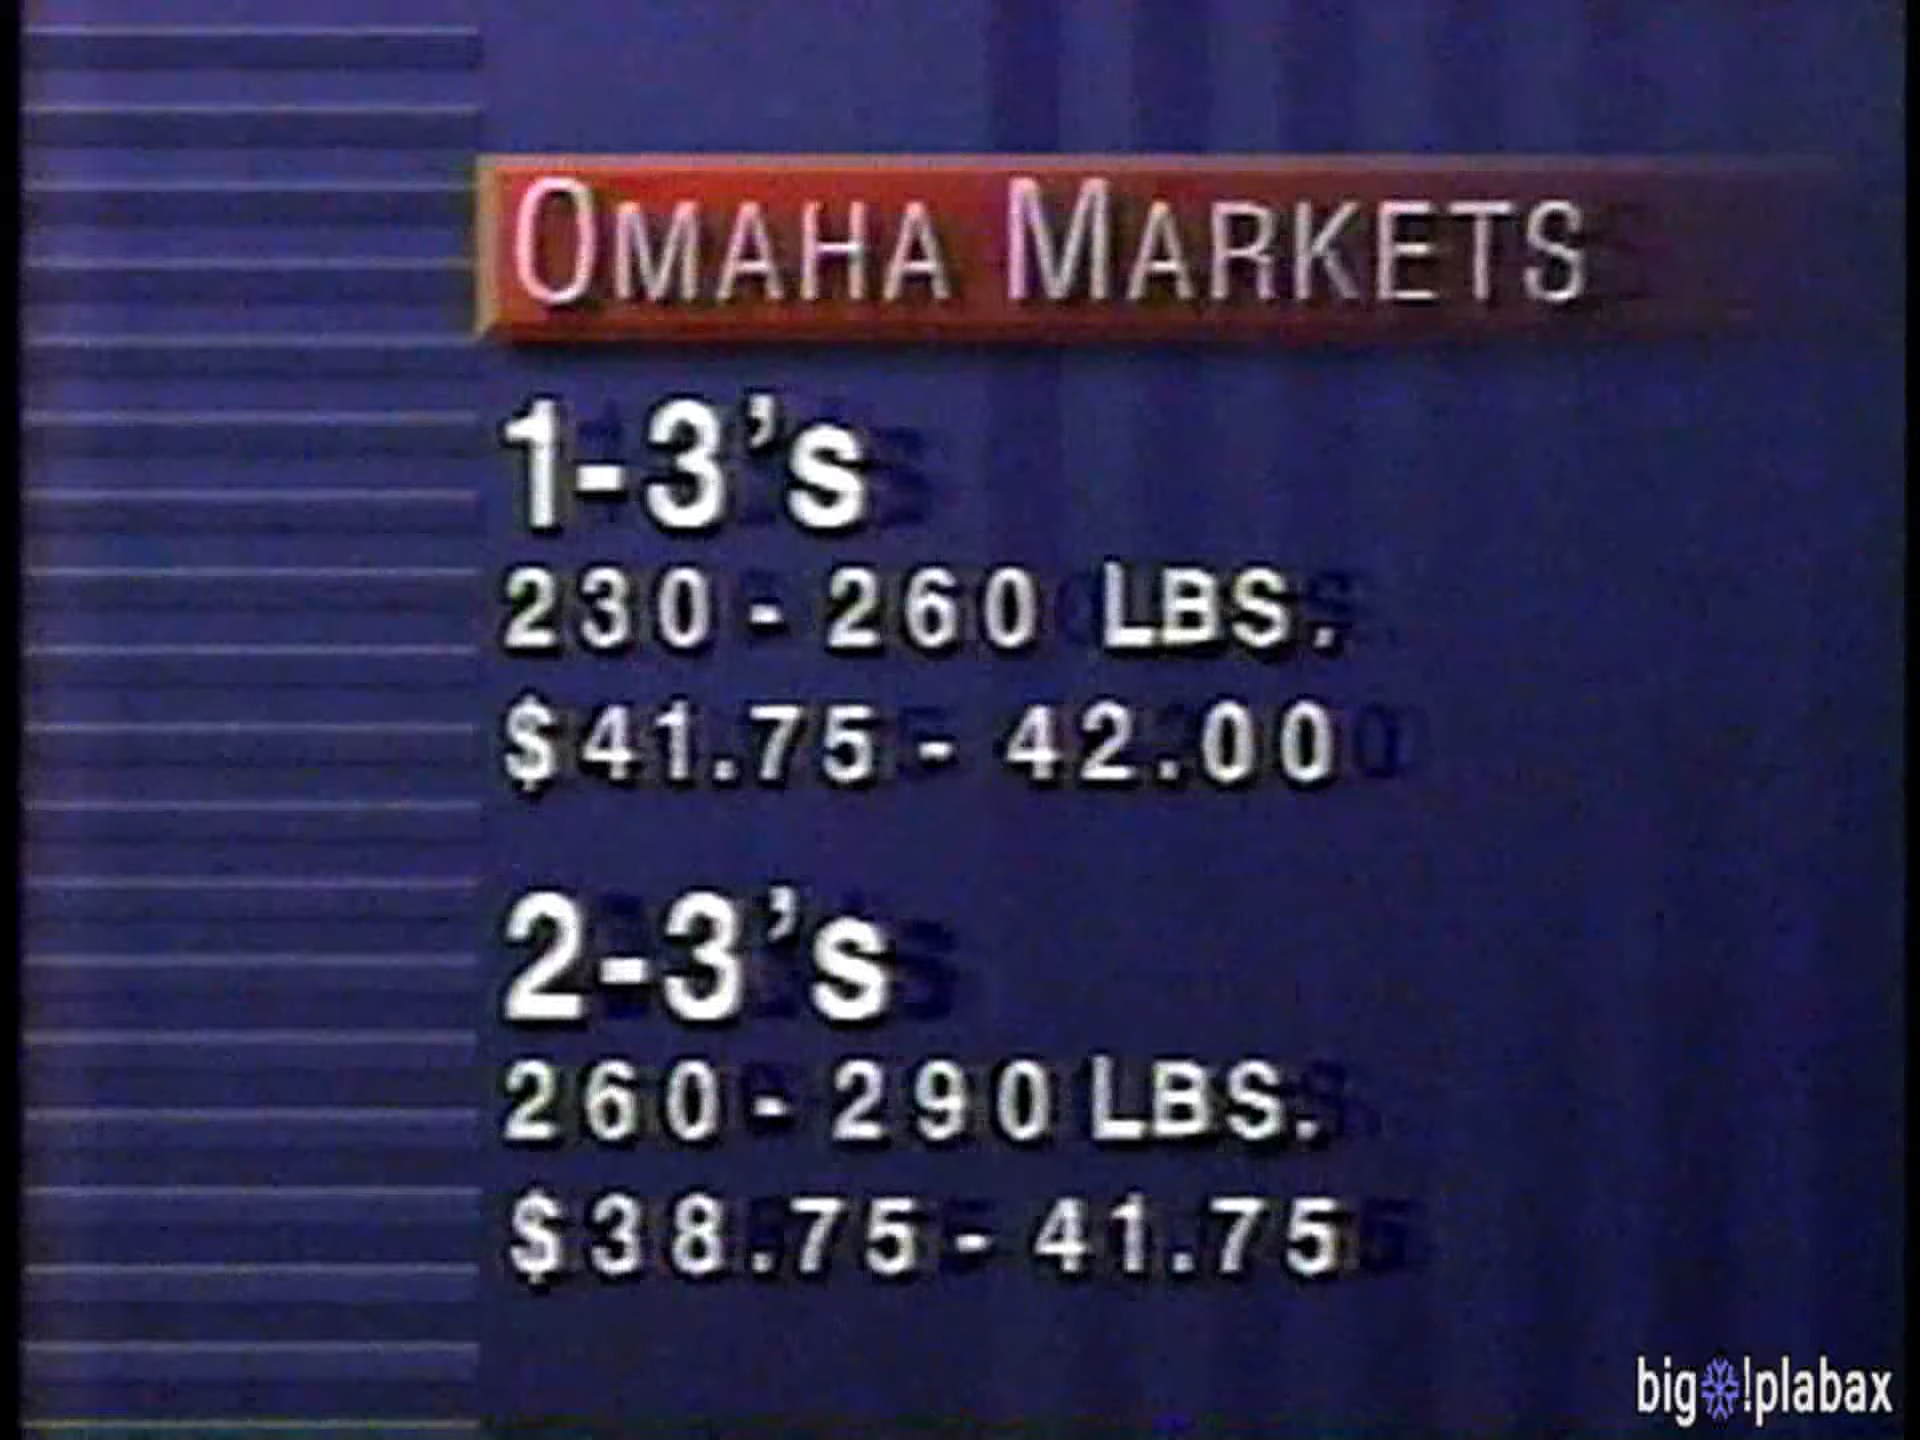 OMAHA MARKETS
1-3's
230 - 260 LBS.
$41.75 - 42.00
2-3's
260 - 290 LBS.
$38.75 - 41.75
big!plabax